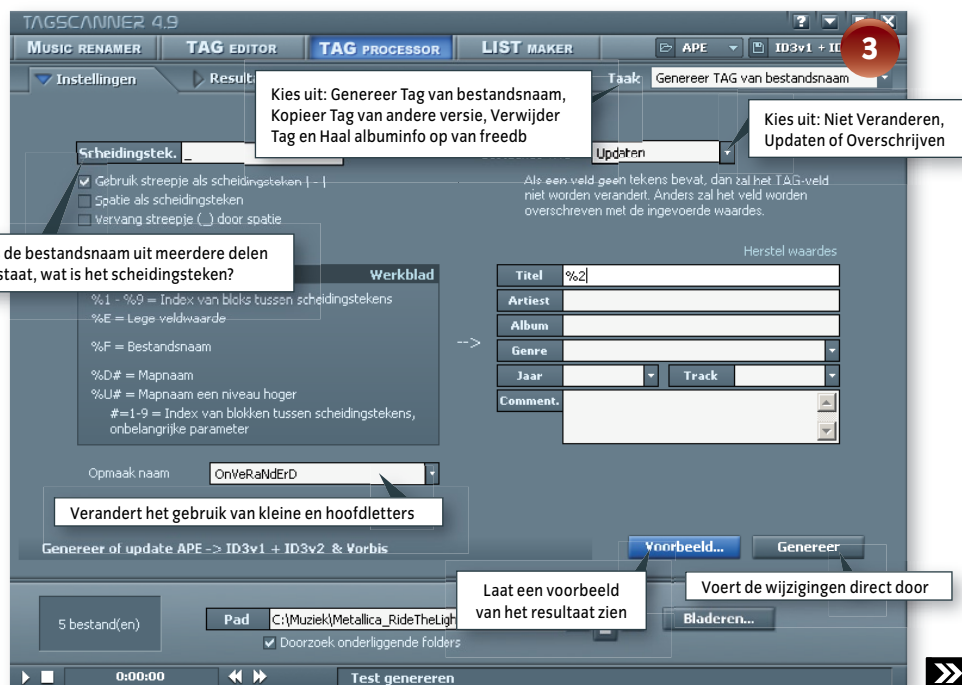 TAGSCANNER 4.9
MUSIC RENAMER TAG EDITOR TAG PROCESSOR LIST MAKER APE ID3v1 +
3
Instellingen
Taak Genereer TAG van bestandsnaam
Kies uit: Genereer Tag van bestandsnaam,
Kopieer Tag van andere versie, Verwijder
Tag en Haal albuminfo op van freedb
Kies uit: Niet Veranderen,
Updaten of Overschrijven
Scheidingstek. _
Updaten
Gebruik streepje als scheidingsteken | - |
Spatie als scheidingsteken
Vervang streepje (_) door spatie
Als een veld geen tekens bevat, dan zal het TAG-veld
niet worden verandert. Anders zal het veld worden
overschreven met de ingevoerde waardes.
de bestandsnaam uit meerdere delen
staat, wat is het scheidingsteken?
Herstel waardes
Werkblad
%1 - %9 = Index van bloks tussen scheidingstekens
%E = Lege veldwaarde
%F = Bestandsnaam
%D# = Mapnaam
%U# = Mapnaam een niveau hoger
#=1-9 = Index van blokken tussen scheidingstekens,
onbelangrijke parameter
-->
Titel %2
Artiest
Album
Genre
Jaar Track
Comment.
Opmaak naam OnVeRaNdErD
Verandert het gebruik van kleine en hoofdletters
Genereer of update APE -> ID3v1 + ID3v2 & Vorbis
Voorbeeld... Genereer
Laat een voorbeeld
van het resultaat zien
Voert de wijzigingen direct door
5 bestand(en)
Pad C:\Muziek\Metallica_RideTheLigh
Bladeren...
Doorzoek onderliggende folders
0:00:00 Test genereren